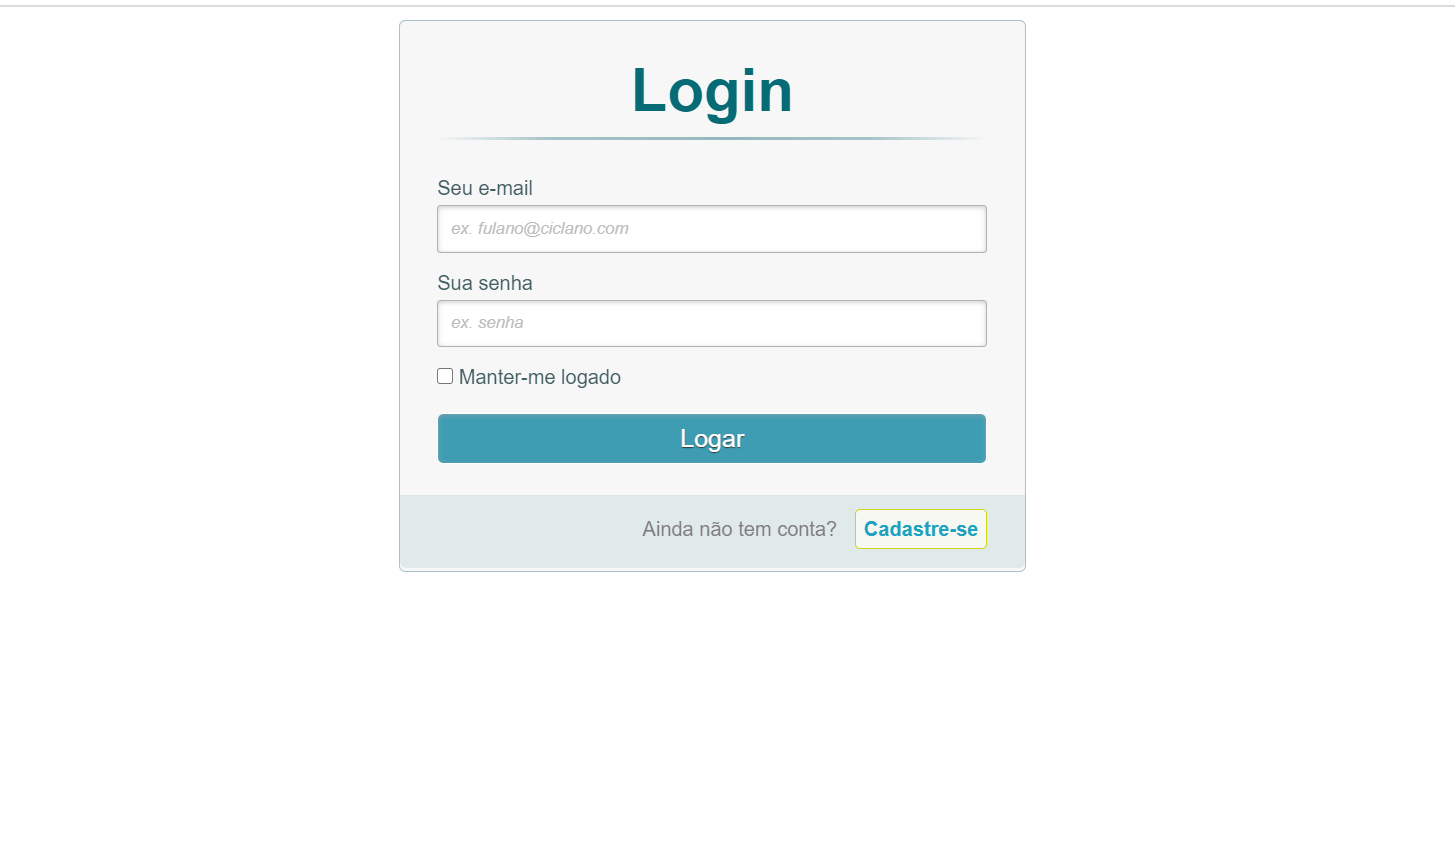 Login
Seu e-mail
ex. fulano@ciclano.com
Sua senha
ex. senha
Manter-me logado
Logar
Ainda não tem conta? Cadastre-se